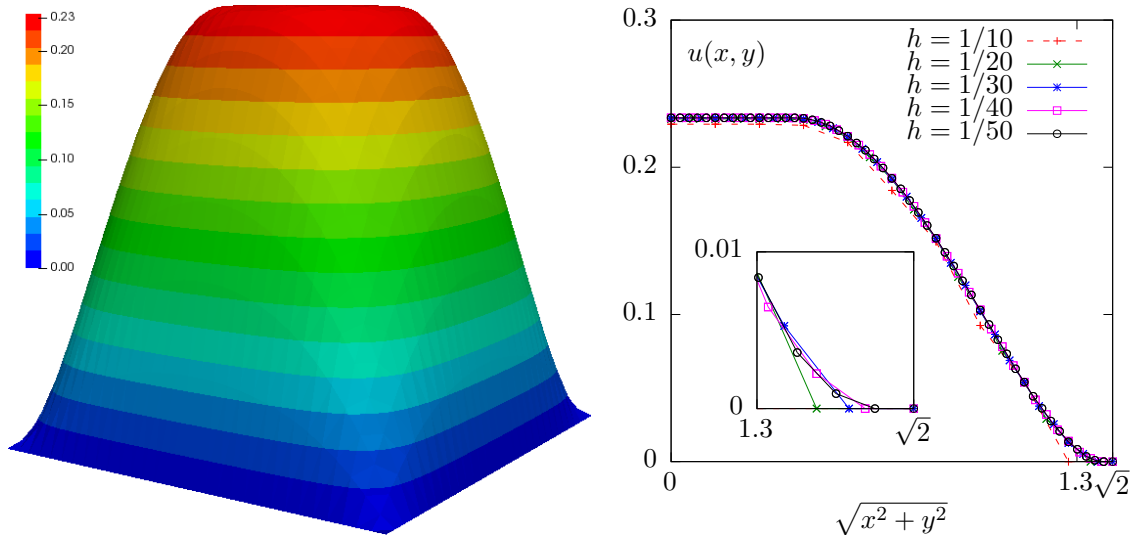 0.23
0.20
0.15
0.10
0.05
0.00
0.3
u(x, y)
h = 1/10
h = 1/20
h = 1/30
h = 1/40
h = 1/50
0.2
0.01
0.1
0
1.3
√2
0
0
1.3
√2
√x² + y²